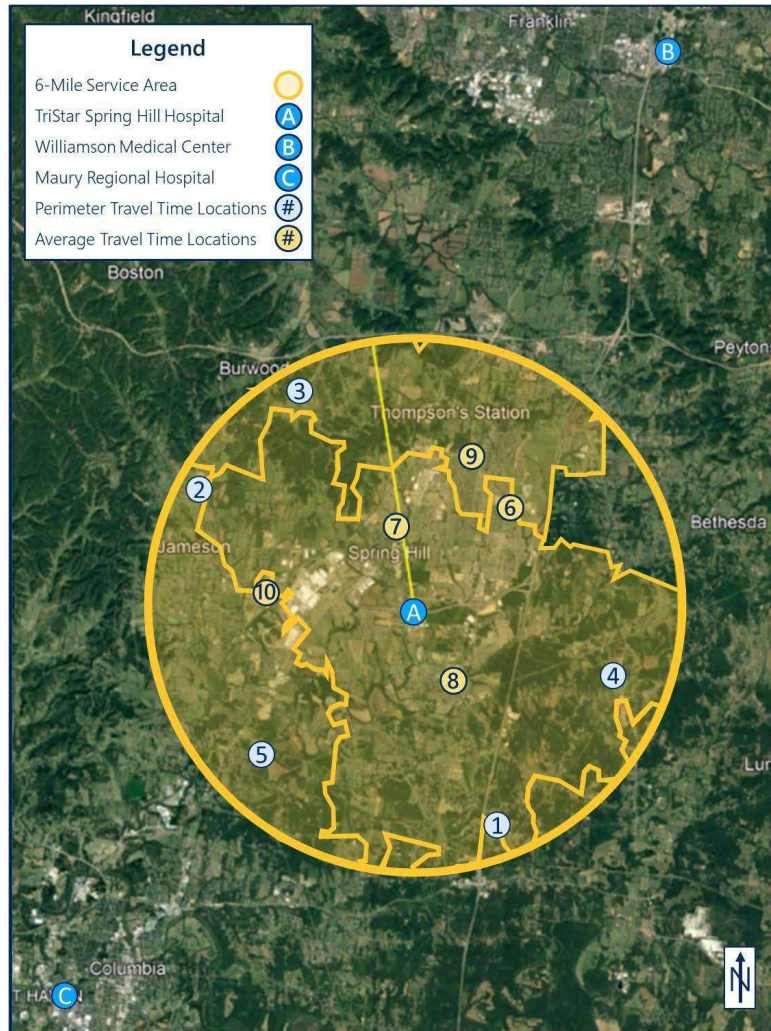 Kingfield
Franklin
B
Legend
6-Mile Service Area
TriStar Spring Hill Hospital A
Williamson Medical Center B
Maury Regional Hospital C
Perimeter Travel Time Locations #
Average Travel Time Locations #
Boston
Peytons
Burwood
3
Thompson's Station
9
2
6
Bethesda
7
Jameson
Spring Hill
10
A
4
8
5
Lur
1
Columbia
C
N